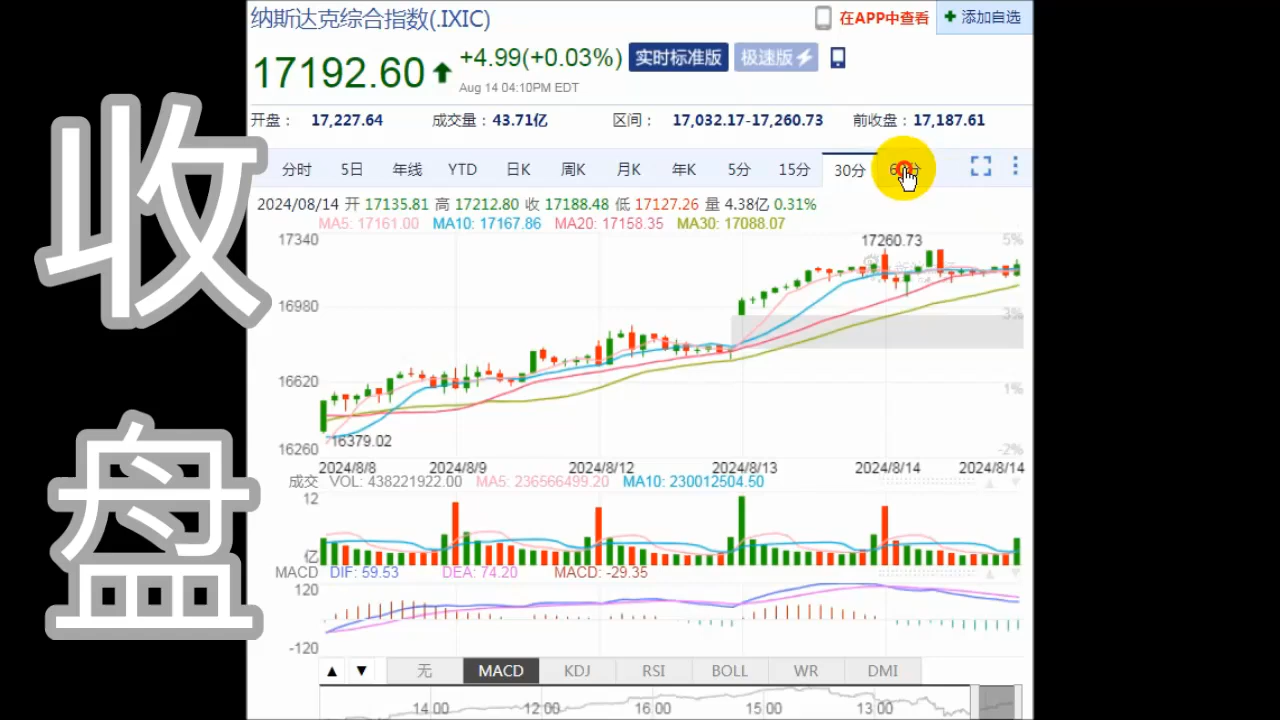 收盘
纳斯达克综合指数(.IXIC)
在APP中查看
添加自选
17192.60
+4.99(+0.03%)
实时标准版
极速版
Aug 14 04:10PM EDT
开盘： 17,227.64 成交量：43.71亿 区间： 17,032.17-17,260.73 前收盘：17,187.61
分时 5日 年线 YTD 日K 周K 月K 年K 5分 15分 30分
2024/08/14 开 17135.81 高 17212.80 收 17188.48 低 17127.26 量 4.38亿 0.31%
MA5: 17161.00 MA10: 17167.86 MA20: 17158.35 MA30: 17088.07
17340 17260.73 5%
16980 3%
16620 1%
16379.02
16260 -2%
2024/8/8 2024/8/9 2024/8/12 2024/8/13 2024/8/14 2024/8/14
成交 VOL: 438221922.00 MA5: 236566499.20 MA10: 230012504.50
12
亿
MACD DIF: 59.53 DEA: 74.20 MACD: -29.35
120
-120
▲ ▼ 无 MACD KDJ RSI BOLL WR DMI
14:00 12:00 16:00 15:00 13:00